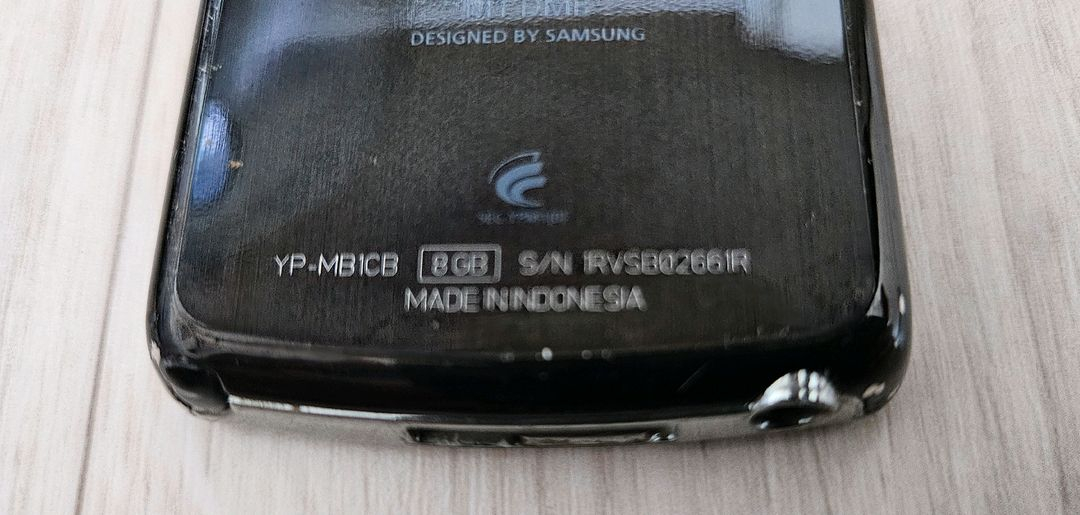 DESIGNED BY SAMSUNG
YP-MB1CB 8GB S/N 1RVSB02661R
MADE IN INDONESIA